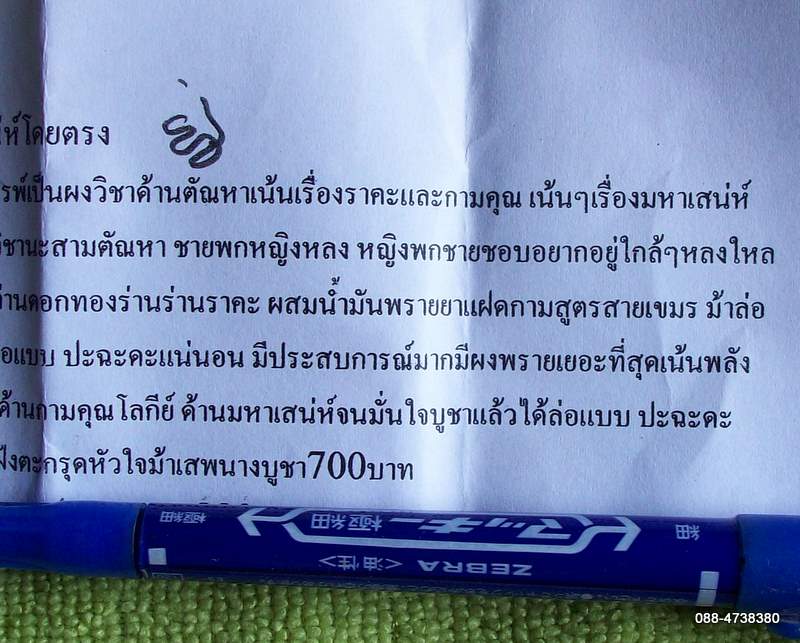 ห์โดยตรง
รพ์เป็นผงวิชาด้านตัณหาเน้นเรื่องราคะและกามคุณ เน้นๆเรื่องมหาเสน่ห์
วิชานะสามตัณหา ชายพกหญิงหลง หญิงพกชายชอบอยากอยู่ใกล้ๆหลงใหล
ว่านดอกทองร่านร่านราคะ ผสมน้ำมันพรายยาแฝดกามสูตรสายเขมร ม้าล่อ
อแบบ ปะฉะดะแน่นอน มีประสบการณ์มากมีผงพรายเยอะที่สุดเน้นพลัง
ด้านกามคุณโลกีย์ ด้านมหาเสน่ห์จนมั่นใจบูชาแล้วได้ล่อแบบ ปะฉะดะ
ฝังตะกรุดหัวใจม้าเสพนางบูชา700บาท
細 マッキー極細 極細
ZEBRA <油性>
088-4738380